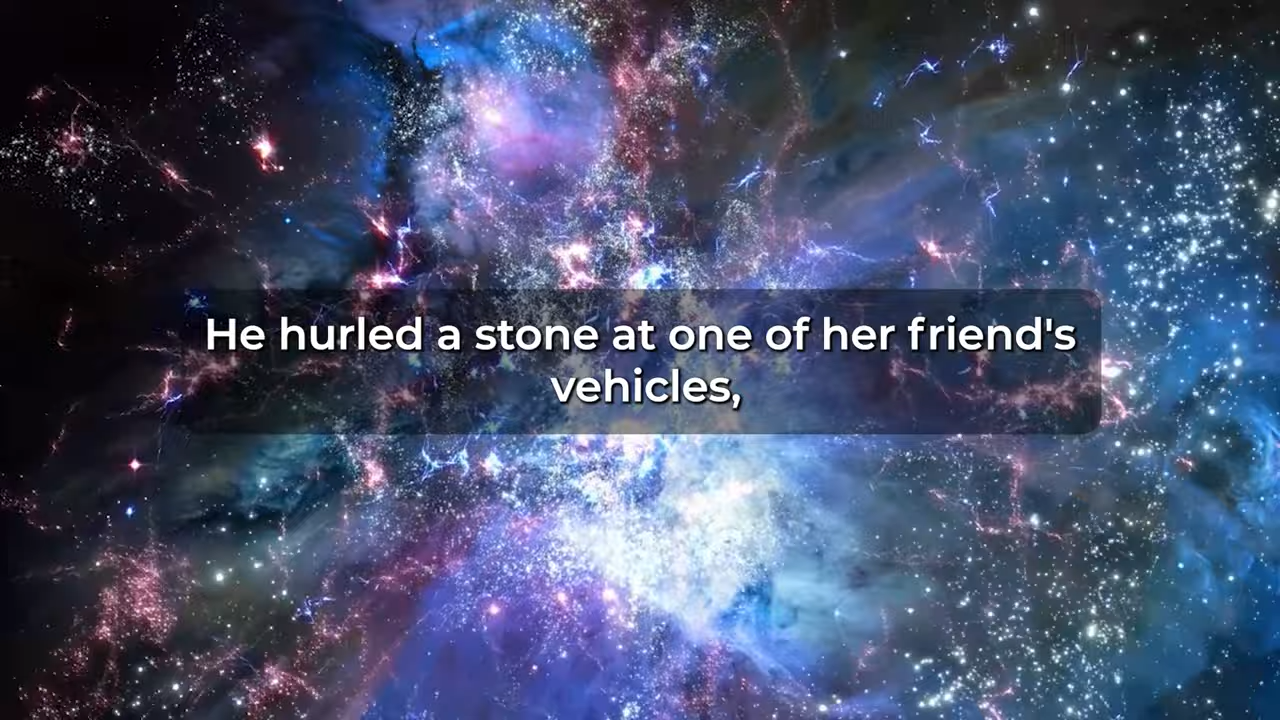 He hurled a stone at one of her friend's
vehicles,